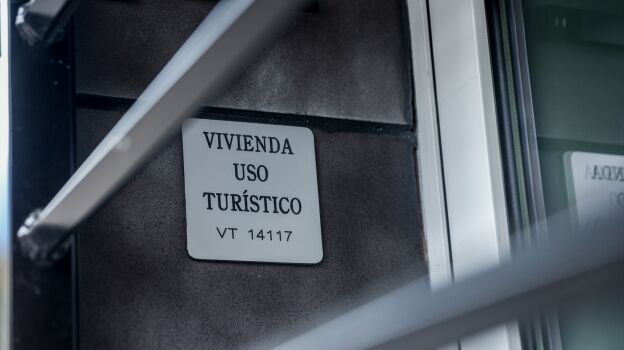 VIVIENDA
USO
TURÍSTICO
VT 14117